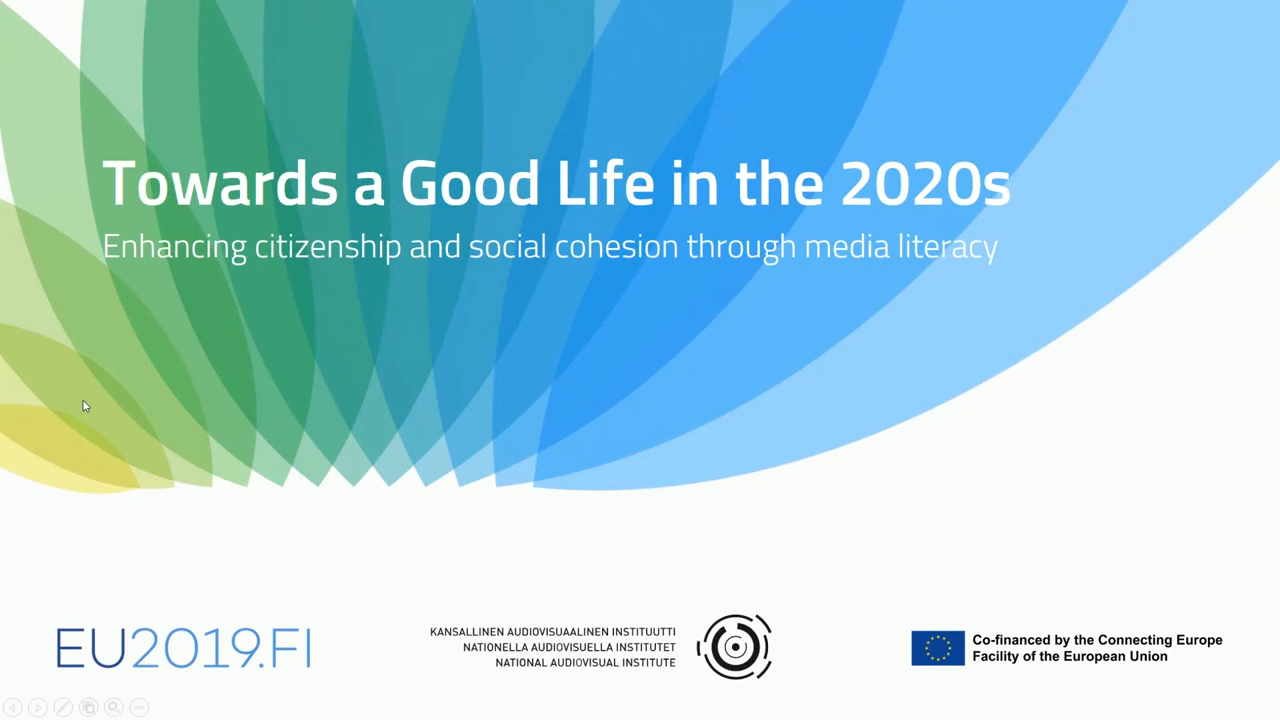 Towards a Good Life in the 2020s
Enhancing citizenship and social cohesion through media literacy
EU2019.FI
KANSALLINEN AUDIOVISUAALINEN INSTITUUTTI
NATIONELLA AUDIOVISUELLA INSTITUTET
NATIONAL AUDIOVISUAL INSTITUTE
Co-financed by the Connecting Europe
Facility of the European Union